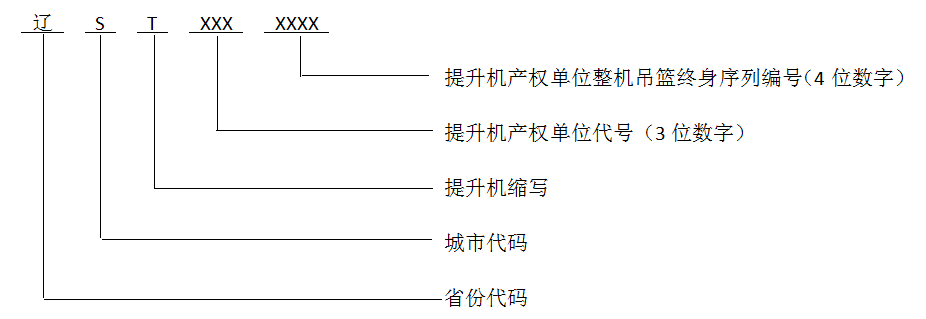 辽 S T XXX XXXX
提升机产权单位整机吊篮终身序列编号（4 位数字）
提升机产权单位代号（3 位数字）
提升机缩写
城市代码
省份代码